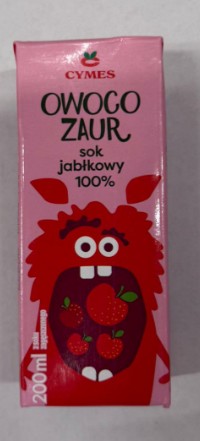 CYMES
OWOCO
ZAUR
sok
jabłkowy
100%
200ml